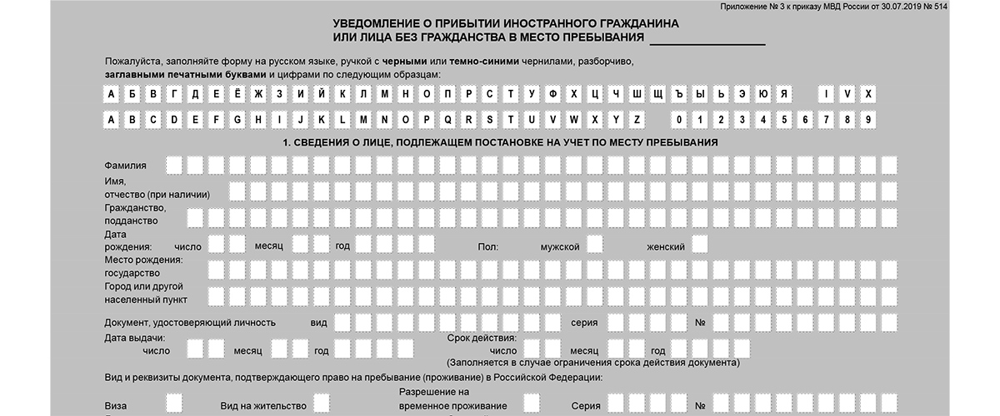 Приложение № 3 к приказу МВД России от 30.07.2019 № 514
УВЕДОМЛЕНИЕ О ПРИБЫТИИ ИНОСТРАННОГО ГРАЖДАНИНА
ИЛИ ЛИЦА БЕЗ ГРАЖДАНСТВА В МЕСТО ПРЕБЫВАНИЯ
Пожалуйста, заполняйте форму на русском языке, ручкой с черными или темно-синими чернилами, разборчиво,
заглавными печатными буквами и цифрами по следующим образцам:
А Б В Г Д Е Ё Ж З И Й К Л М Н О П Р С Т У Ф Х Ц Ч Ш Щ Ъ Ы Ь Э Ю Я I V X
A B C D E F G H I J K L M N O P Q R S T U V W X Y Z 0 1 2 3 4 5 6 7 8 9
1. СВЕДЕНИЯ О ЛИЦЕ, ПОДЛЕЖАЩЕМ ПОСТАНОВКЕ НА УЧЕТ ПО МЕСТУ ПРЕБЫВАНИЯ
Фамилия
Имя,
отчество (при наличии)
Гражданство,
подданство
Дата
рождения: число месяц год Пол: мужской женский
Место рождения:
государство
Город или другой
населенный пункт
Документ, удостоверяющий личность вид серия №
Дата выдачи: Срок действия:
число месяц год число месяц год
(Заполняется в случае ограничения срока действия документа)
Вид и реквизиты документа, подтверждающего право на пребывание (проживание) в Российской Федерации:
Разрешение на
Виза Вид на жительство временное проживание Серия №